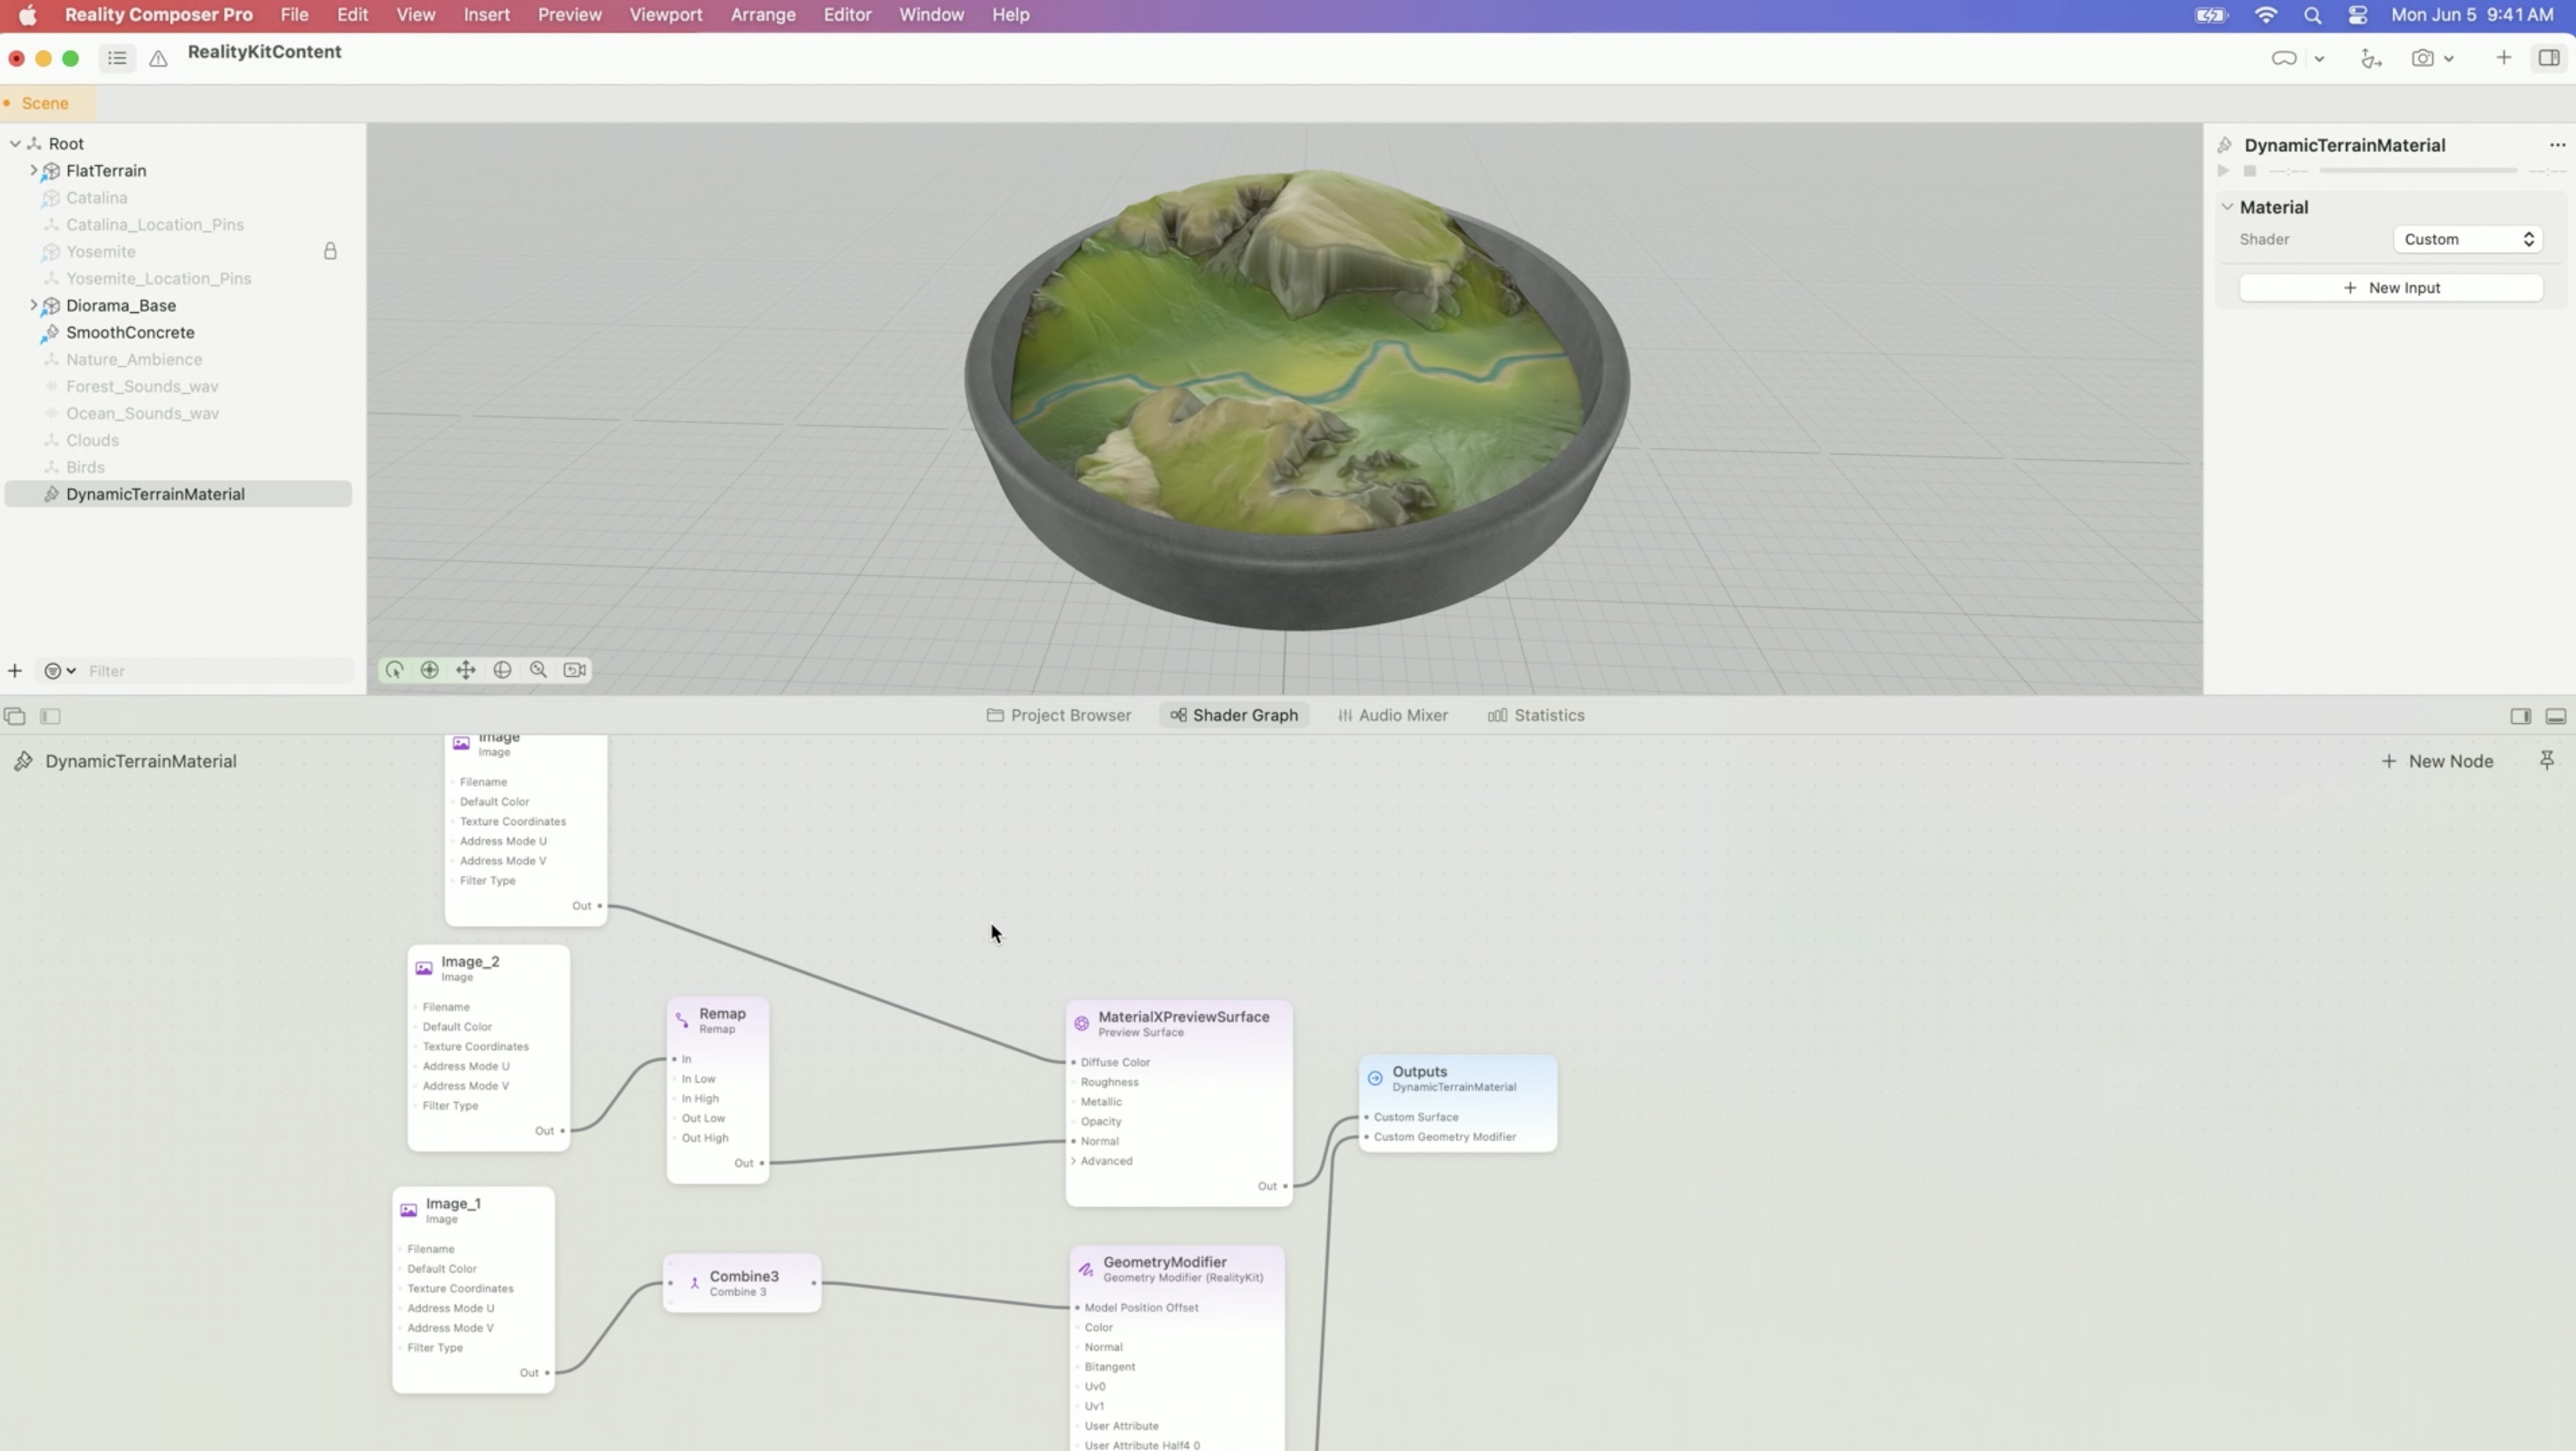 Reality Composer Pro File Edit View Insert Preview Viewport Arrange Editor Window Help Mon Jun 5 9:41 AM
RealityKitContent
Scene
Root
FlatTerrain
Catalina
Catalina_Location_Pins
Yosemite
Yosemite_Location_Pins
Diorama_Base
SmoothConcrete
Nature_Ambience
Forest_Sounds_wav
Ocean_Sounds_wav
Clouds
Birds
DynamicTerrainMaterial
Filter
DynamicTerrainMaterial
--:-- --:--
Material
Shader Custom
New Input
Project Browser Shader Graph Audio Mixer Statistics
DynamicTerrainMaterial
New Node
Image
Image
Filename
Default Color
Texture Coordinates
Address Mode U
Address Mode V
Filter Type
Out
Image_2
Image
Filename
Default Color
Texture Coordinates
Address Mode U
Address Mode V
Filter Type
Out
Remap
Remap
In
In Low
In High
Out Low
Out High
Out
MaterialXPreviewSurface
Preview Surface
Diffuse Color
Roughness
Metallic
Opacity
Normal
Advanced
Out
Outputs
DynamicTerrainMaterial
Custom Surface
Custom Geometry Modifier
Image_1
Image
Filename
Default Color
Texture Coordinates
Address Mode U
Address Mode V
Filter Type
Out
Combine3
Combine 3
GeometryModifier
Geometry Modifier (RealityKit)
Model Position Offset
Color
Normal
Bitangent
Uv0
Uv1
User Attribute
User Attribute Half4 0